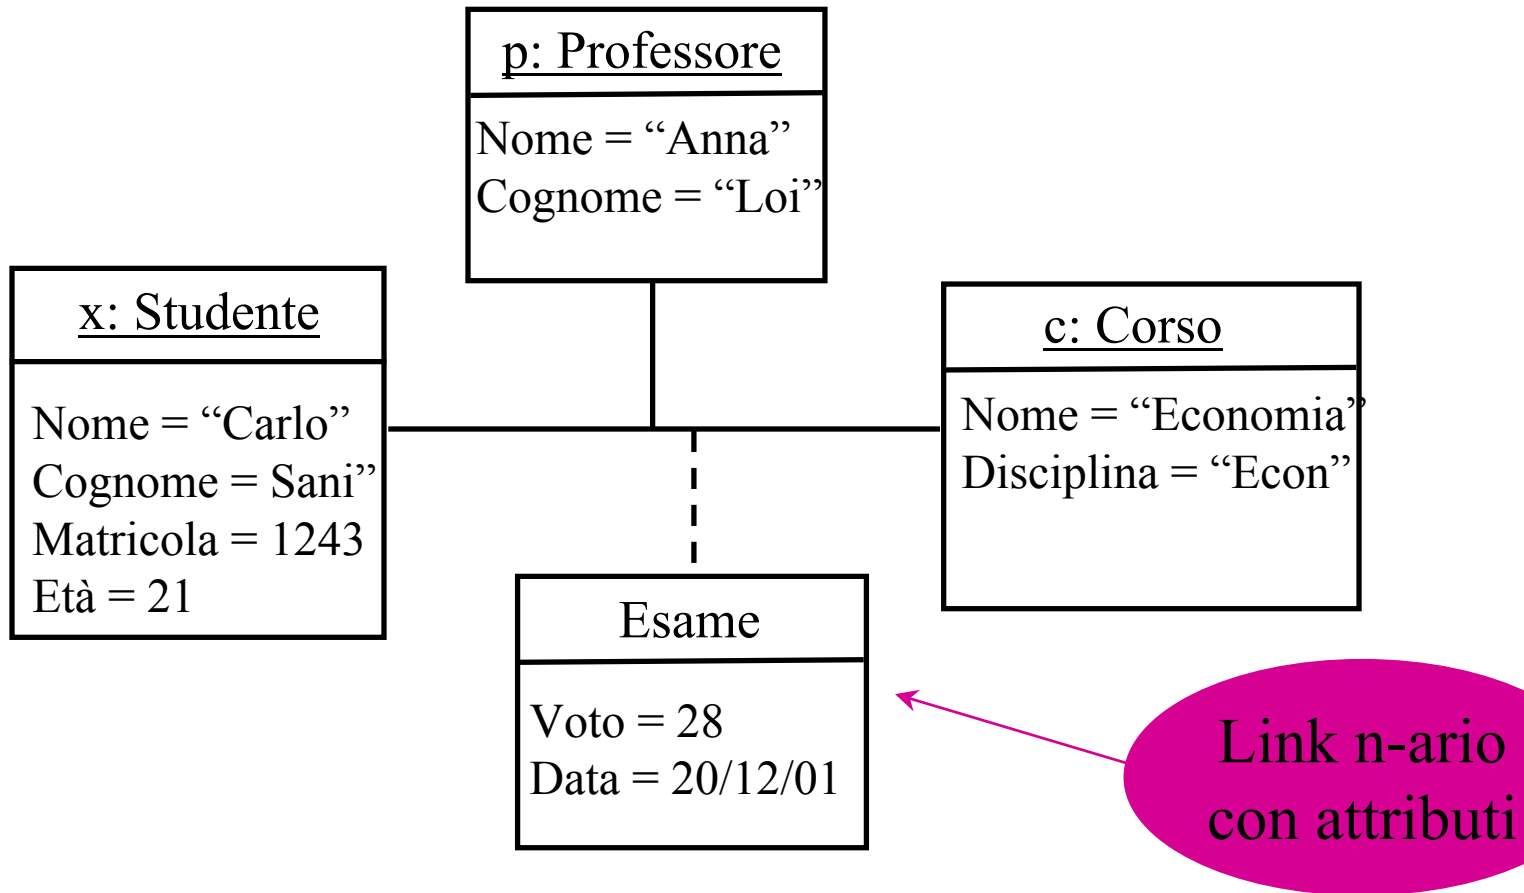 p: Professore
Nome = “Anna”
Cognome = “Loi”
x: Studente
Nome = “Carlo”
Cognome = Sani”
Matricola = 1243
Età = 21
c: Corso
Nome = “Economia”
Disciplina = “Econ”
Esame
Voto = 28
Data = 20/12/01
Link n-ario
con attributi